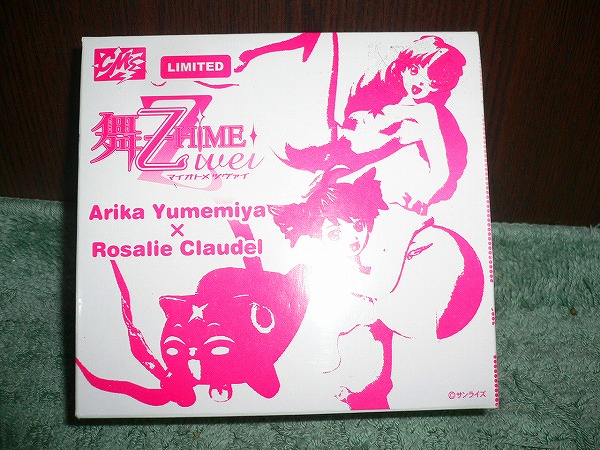 CM's
LIMITED
舞-Z HIME
Zwei
マイオトメツヴァイ
Arika Yumemiya
×
Rosalie Claudel
©サンライズ